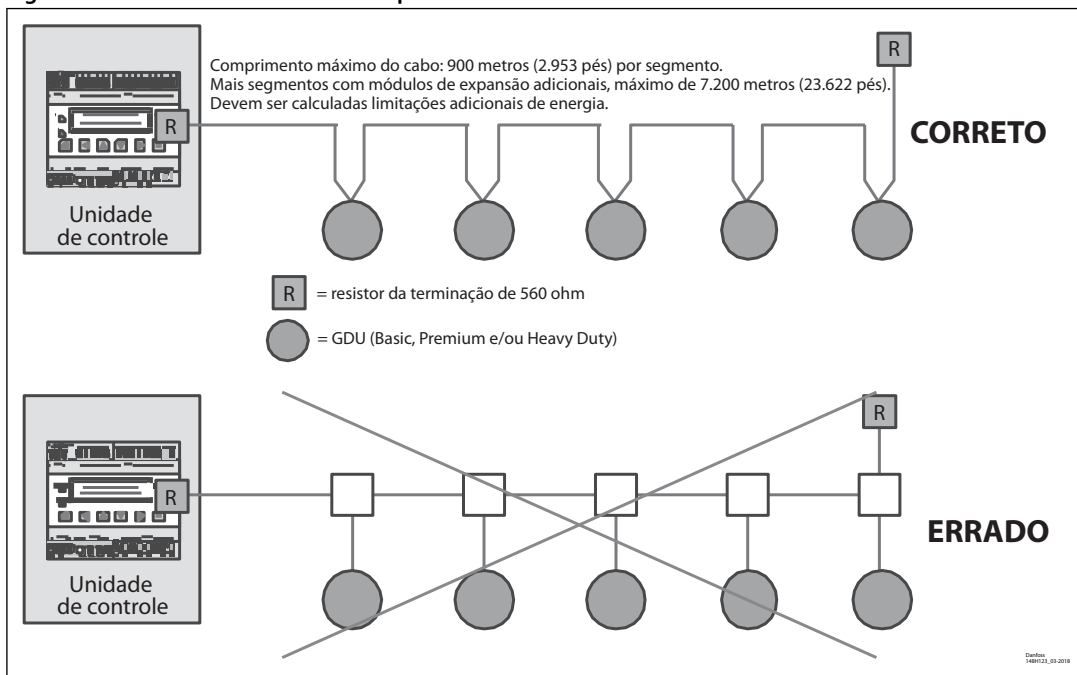 R
Unidade
de controle
Comprimento máximo do cabo: 900 metros (2.953 pés) por segmento.
Mais segmentos com módulos de expansão adicionais, máximo de 7.200 metros (23.622 pés).
Devem ser calculadas limitações adicionais de energia.
R
CORRETO
R = resistor da terminação de 560 ohm
= GDU (Basic, Premium e/ou Heavy Duty)
R
Unidade
de controle
R
ERRADO
Danfoss
148H123_03-2018